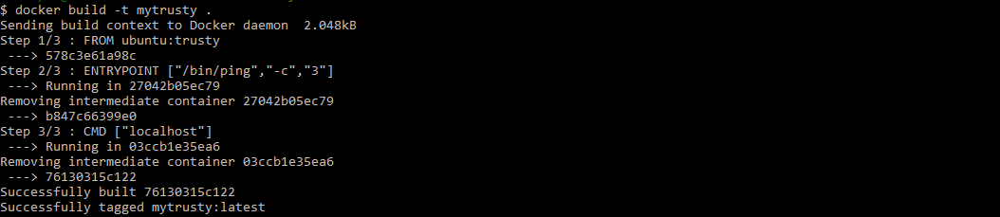 $ docker build -t mytrusty .
Sending build context to Docker daemon  2.048kB
Step 1/3 : FROM ubuntu:trusty
 ---> 578c3e61a98c
Step 2/3 : ENTRYPOINT ["/bin/ping","-c","3"]
 ---> Running in 27042b05ec79
Removing intermediate container 27042b05ec79
 ---> b847c66399e0
Step 3/3 : CMD ["localhost"]
 ---> Running in 03ccb1e35ea6
Removing intermediate container 03ccb1e35ea6
 ---> 76130315c122
Successfully built 76130315c122
Successfully tagged mytrusty:latest